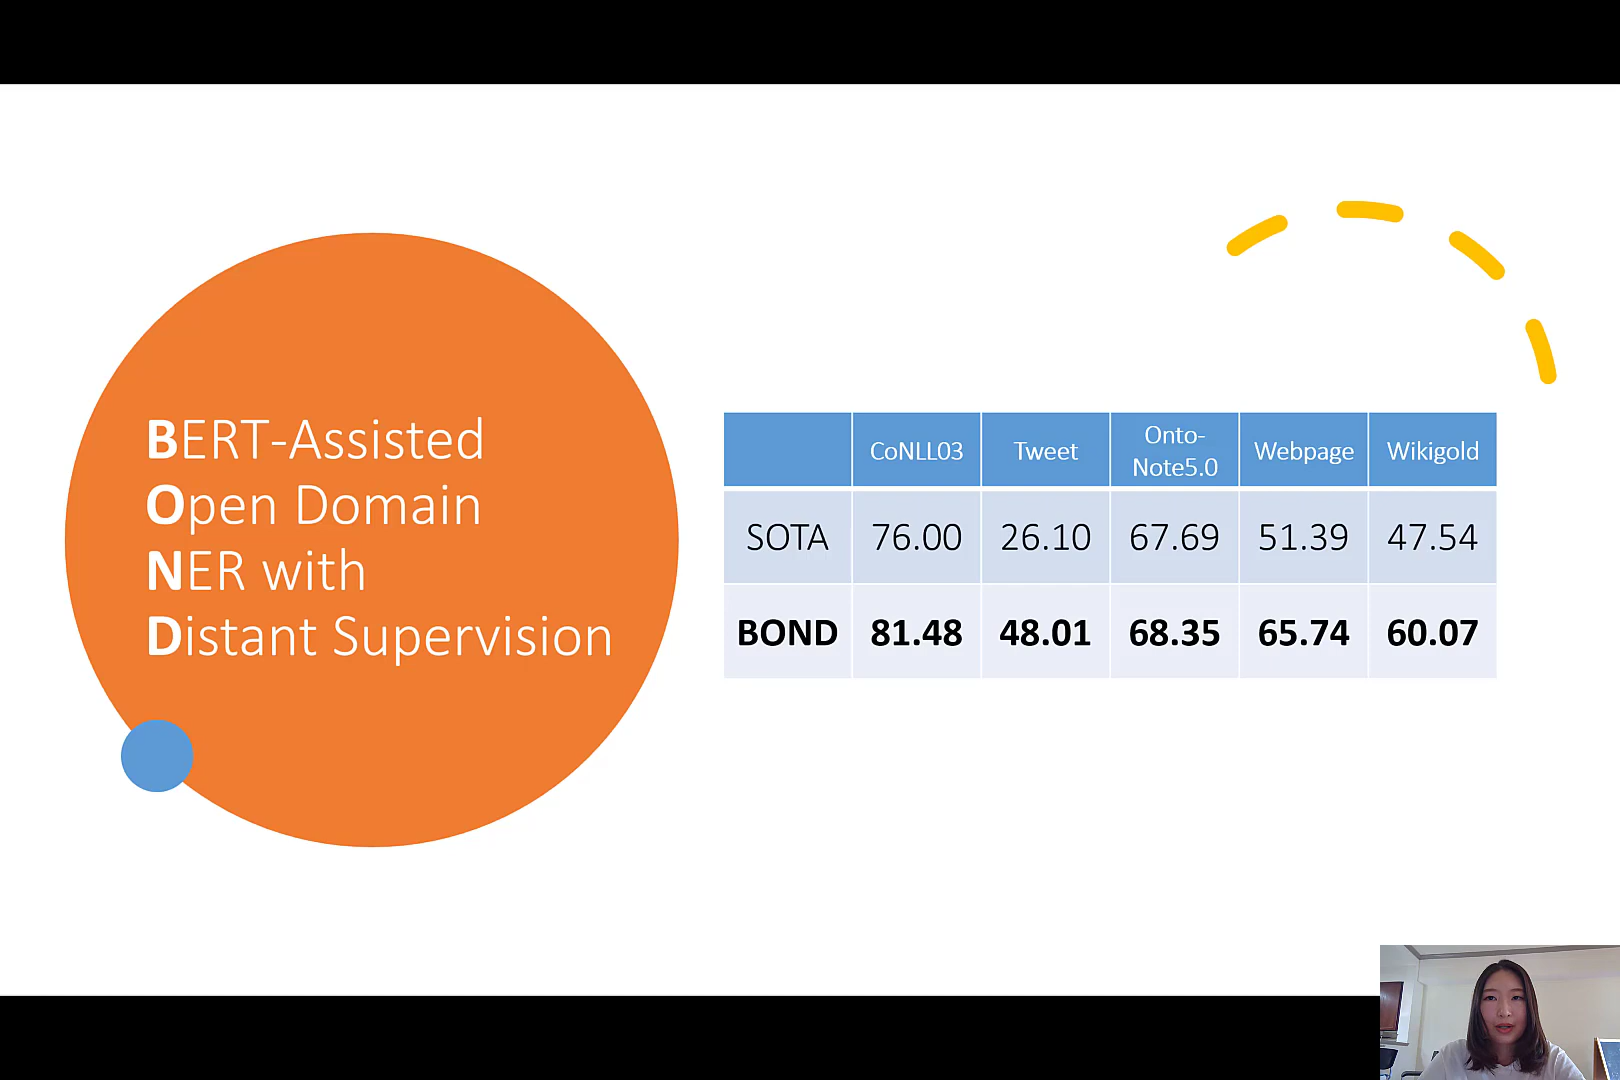 BERT-Assisted
Open Domain
NER with
Distant Supervision
CoNLL03 Tweet Onto-Note5.0 Webpage Wikigold
SOTA 76.00 26.10 67.69 51.39 47.54
BOND 81.48 48.01 68.35 65.74 60.07